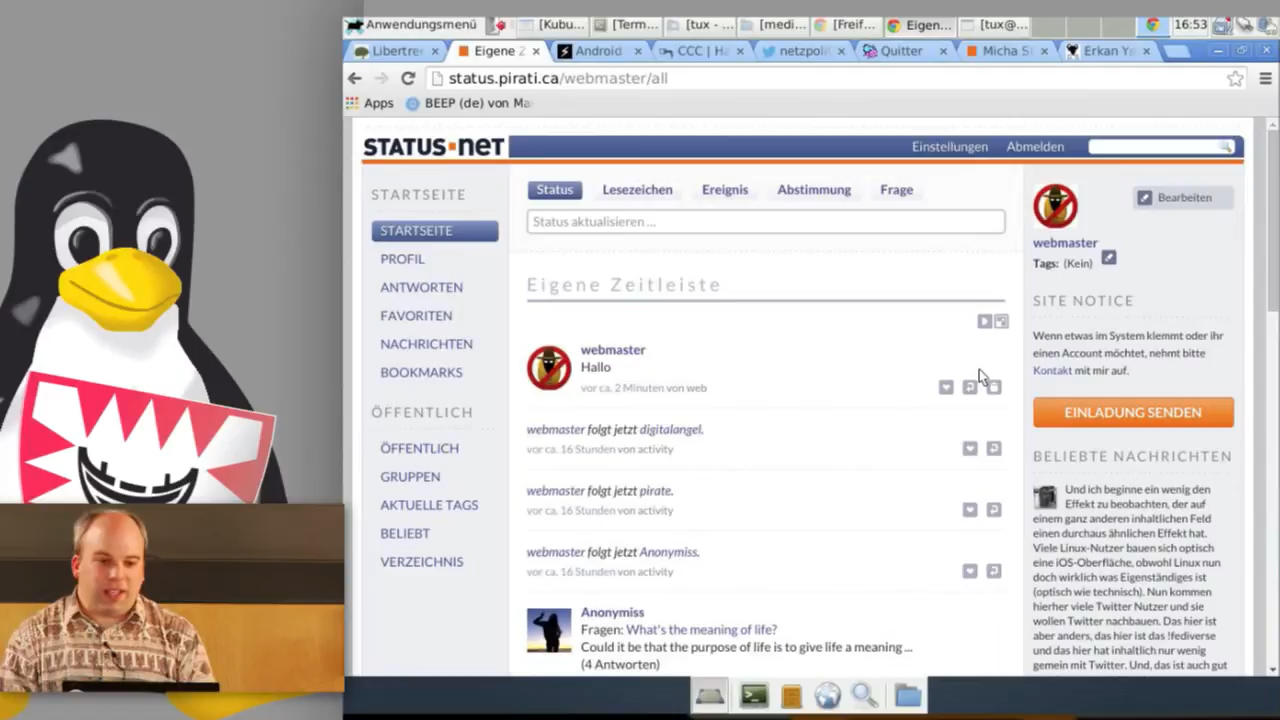 Anwendungsmenü [Kubu... [Term... [tux - ... [medi... [Freif... Eigen... [tux@... 16:53
Libertre Eigene Z Android CCC | Ha netzpoli Quitter Micha S Erkan Ya
status.pirati.ca/webmaster/all
Apps BEEP (de) von Ma
STATUS NET Einstellungen Abmelden
STARTSEITE
STARTSEITE
PROFIL
ANTWORTEN
FAVORITEN
NACHRICHTEN
BOOKMARKS
ÖFFENTLICH
ÖFFENTLICH
GRUPPEN
AKTUELLE TAGS
BELIEBT
VERZEICHNIS
Status Lesezeichen Ereignis Abstimmung Frage
Status aktualisieren ...
Eigene Zeitleiste
webmaster
Hallo
vor ca. 2 Minuten von web
webmaster folgt jetzt digitalangel.
vor ca. 16 Stunden von activity
webmaster folgt jetzt pirate.
vor ca. 16 Stunden von activity
webmaster folgt jetzt Anonymiss.
vor ca. 16 Stunden von activity
Anonymiss
Fragen: What's the meaning of life?
Could it be that the purpose of life is to give life a meaning ...
(4 Antworten)
Bearbeiten
webmaster
Tags: (Kein)
SITE NOTICE
Wenn etwas im System klemmt oder ihr
einen Account möchtet, nehmt bitte
Kontakt mit mir auf.
EINLADUNG SENDEN
BELIEBTE NACHRICHTEN
Und ich beginne ein wenig den
Effekt zu beobachten, der auf
einem ganz anderen inhaltlichen Feld
einen durchaus ähnlichen Effekt hat.
Viele Linux-Nutzer bauen sich optisch
eine iOS-Oberfläche, obwohl Linux nun
doch wirklich was Eigenständiges ist
(optisch wie technisch). Nun kommen
hierher viele Twitter Nutzer und sie
wollen Twitter nachbauen. Das hier ist
aber anders, das hier ist das !fediverse
und das hier hat inhaltlich nur wenig
gemein mit Twitter. Und, das ist auch gut